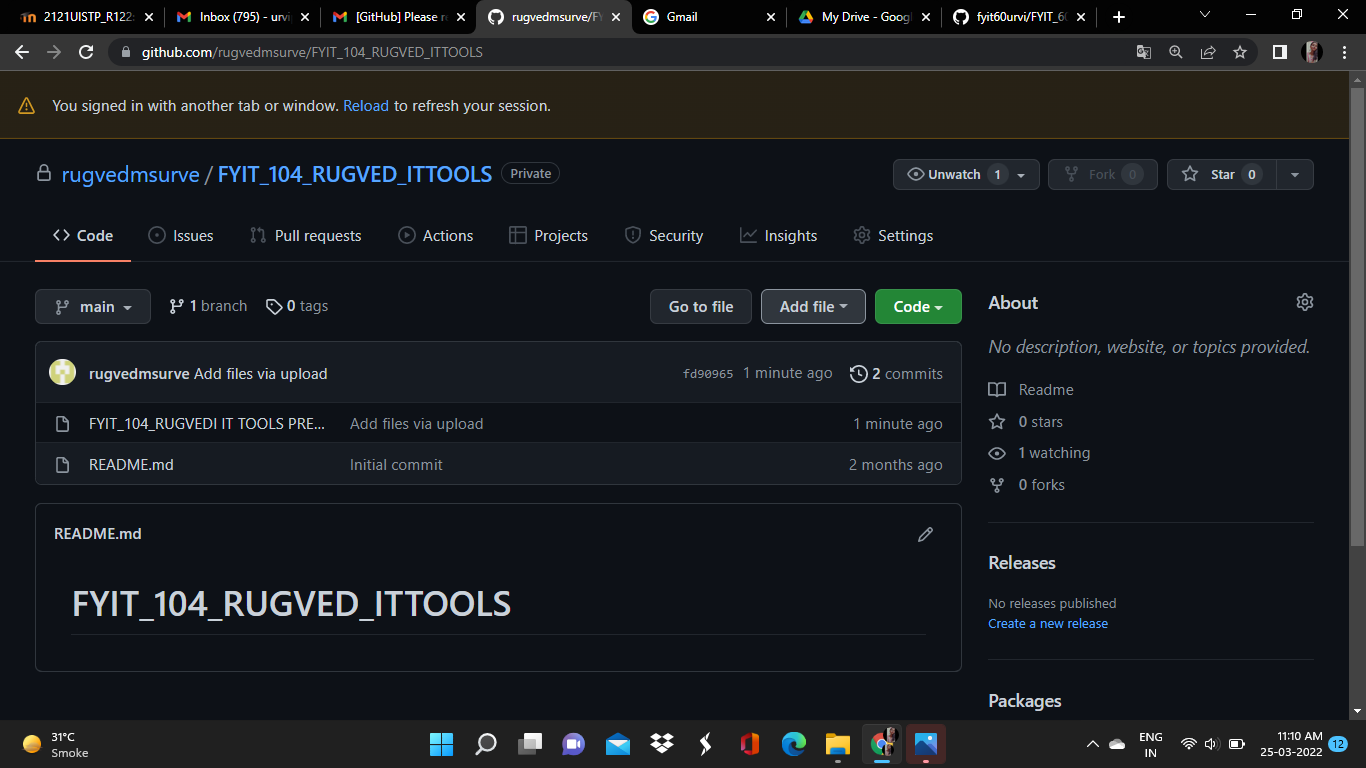 2121UISTP_R122
Inbox (795) - urvi
[GitHub] Please r
rugvedmsurve/FY
Gmail
My Drive - Googl
fyit60urvi/FYIT_60
github.com/rugvedmsurve/FYIT_104_RUGVED_ITTOOLS
You signed in with another tab or window. Reload to refresh your session.
rugvedmsurve / FYIT_104_RUGVED_ITTOOLS Private
Unwatch 1
Fork 0
Star 0
Code
Issues
Pull requests
Actions
Projects
Security
Insights
Settings
main
1 branch
0 tags
Go to file
Add file
Code
rugvedmsurve Add files via upload
fd90965 1 minute ago
2 commits
FYIT_104_RUGVEDI IT TOOLS PRE...
Add files via upload
1 minute ago
README.md
Initial commit
2 months ago
README.md
FYIT_104_RUGVED_ITTOOLS
About
No description, website, or topics provided.
Readme
0 stars
1 watching
0 forks
Releases
No releases published
Create a new release
Packages
31°C
Smoke
ENG
IN
11:10 AM
25-03-2022
12